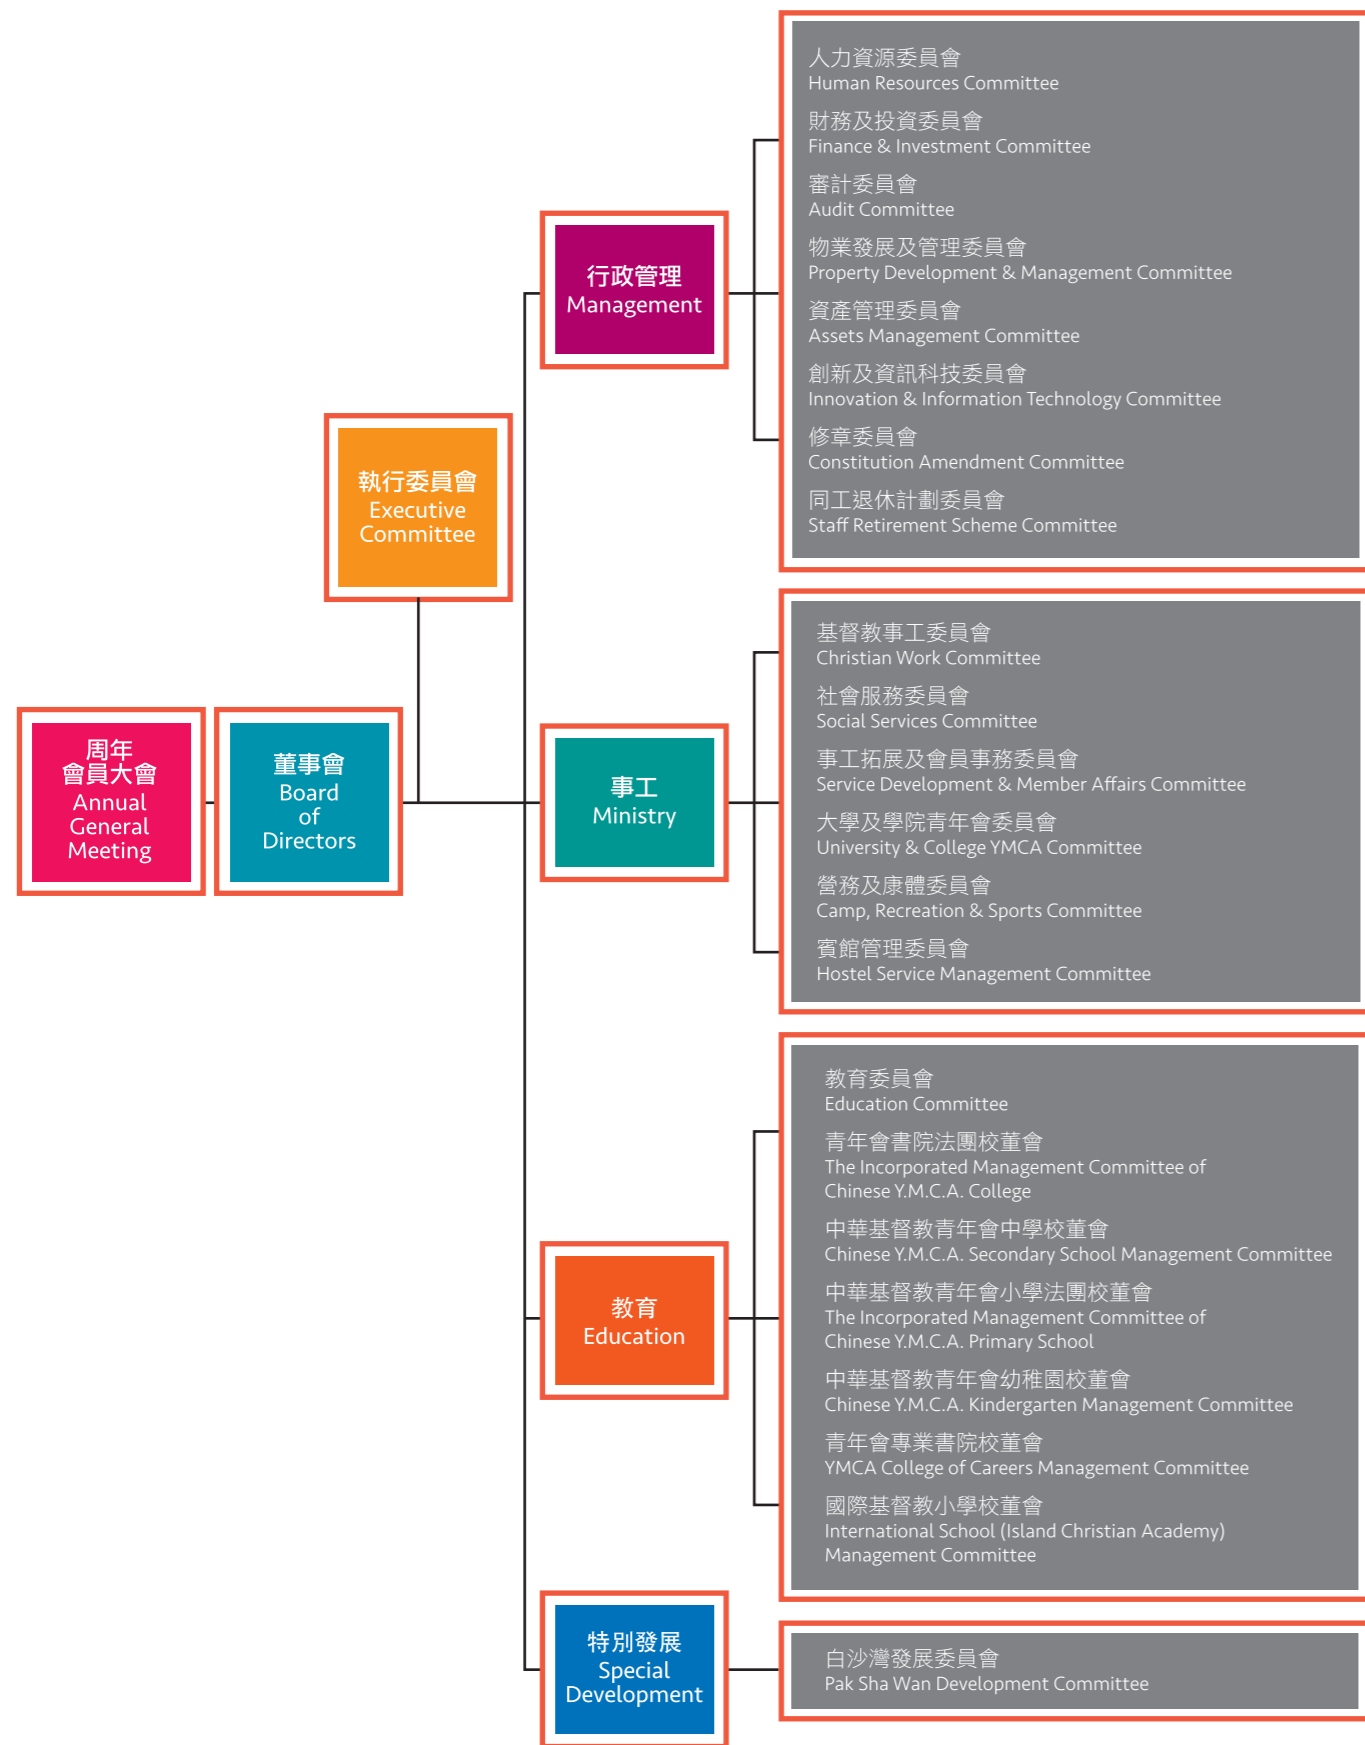 周年
會員大會
Annual
General
Meeting
董事會
Board
of
Directors
執行委員會
Executive
Committee
行政管理
Management
人力資源委員會
Human Resources Committee
財務及投資委員會
Finance & Investment Committee
審計委員會
Audit Committee
物業發展及管理委員會
Property Development & Management Committee
資產管理委員會
Assets Management Committee
創新及資訊科技委員會
Innovation & Information Technology Committee
修章委員會
Constitution Amendment Committee
同工退休計劃委員會
Staff Retirement Scheme Committee
事工
Ministry
基督教事工委員會
Christian Work Committee
社會服務委員會
Social Services Committee
事工拓展及會員事務委員會
Service Development & Member Affairs Committee
大學及學院青年會委員會
University & College YMCA Committee
營務及康體委員會
Camp, Recreation & Sports Committee
賓館管理委員會
Hostel Service Management Committee
教育
Education
教育委員會
Education Committee
青年會書院法團校董會
The Incorporated Management Committee of
Chinese Y.M.C.A. College
中華基督教青年會中學校董會
Chinese Y.M.C.A. Secondary School Management Committee
中華基督教青年會小學法團校董會
The Incorporated Management Committee of
Chinese Y.M.C.A. Primary School
中華基督教青年會幼稚園校董會
Chinese Y.M.C.A. Kindergarten Management Committee
青年會專業書院校董會
YMCA College of Careers Management Committee
國際基督教小學校董會
International School (Island Christian Academy)
Management Committee
特別發展
Special
Development
白沙灣發展委員會
Pak Sha Wan Development Committee